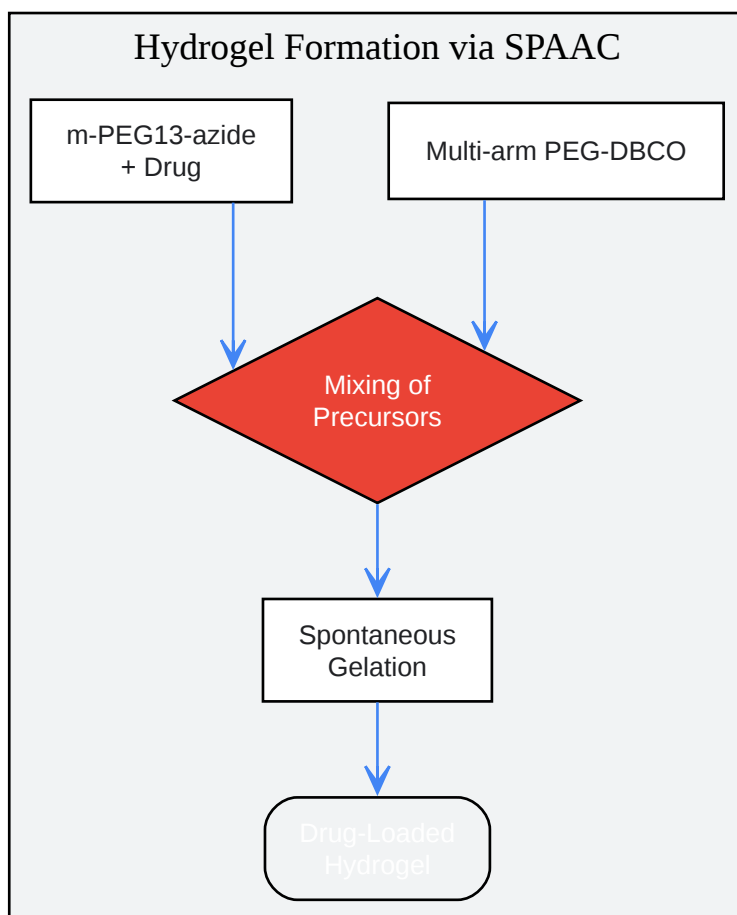 Hydrogel Formation via SPAAC
m-PEG13-azide
+ Drug
Multi-arm PEG-DBCO
Mixing of
Precursors
Spontaneous
Gelation
Drug-Loaded
Hydrogel